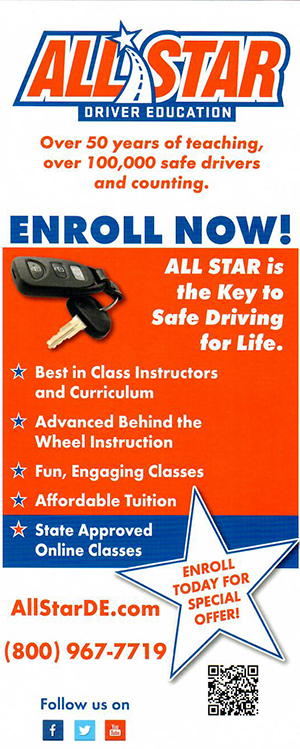 ALL STAR
DRIVER EDUCATION
Over 50 years of teaching,
over 100,000 safe drivers
and counting.
ENROLL NOW!
ALL STAR is
the Key to
Safe Driving
for Life.
Best in Class Instructors
and Curriculum
Advanced Behind the
Wheel Instruction
Fun, Engaging Classes
Affordable Tuition
State Approved
Online Classes
ENROLL
TODAY FOR
SPECIAL
OFFER!
AllStarDE.com
(800) 967-7719
Follow us on
f
You
Tube